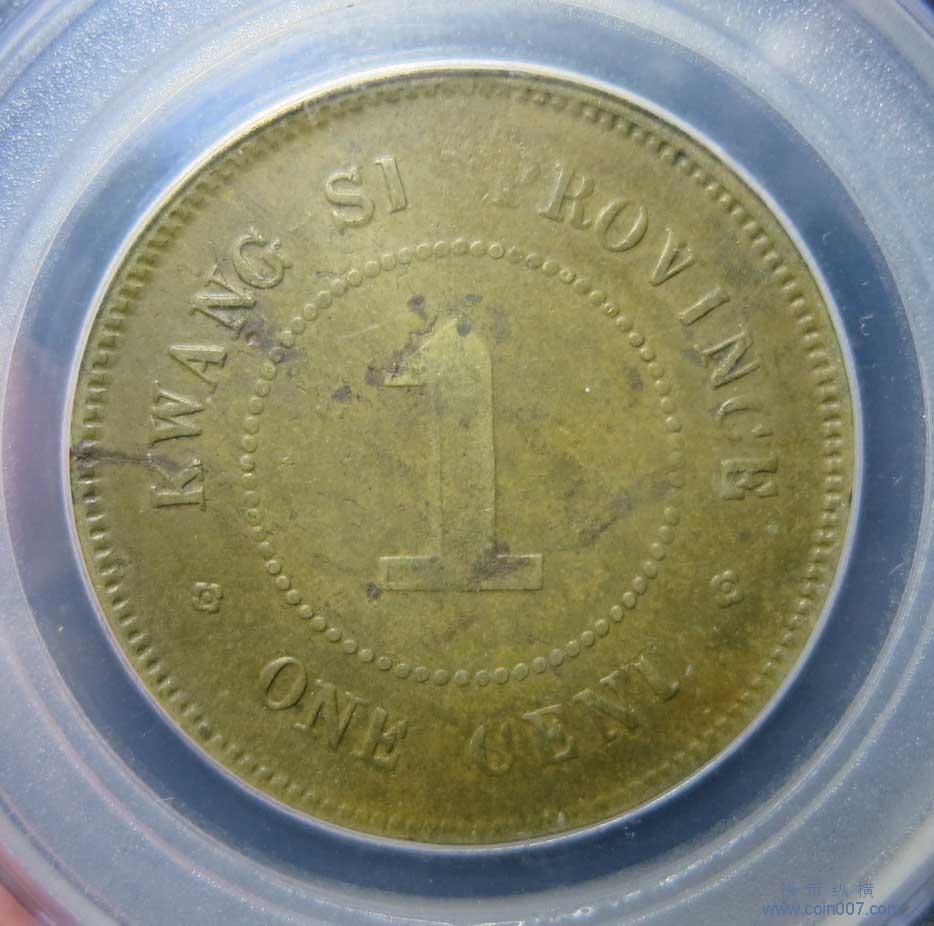 KWANG SI PROVINCE
1
ONE CENT
钱币纵横
www.coin007.com